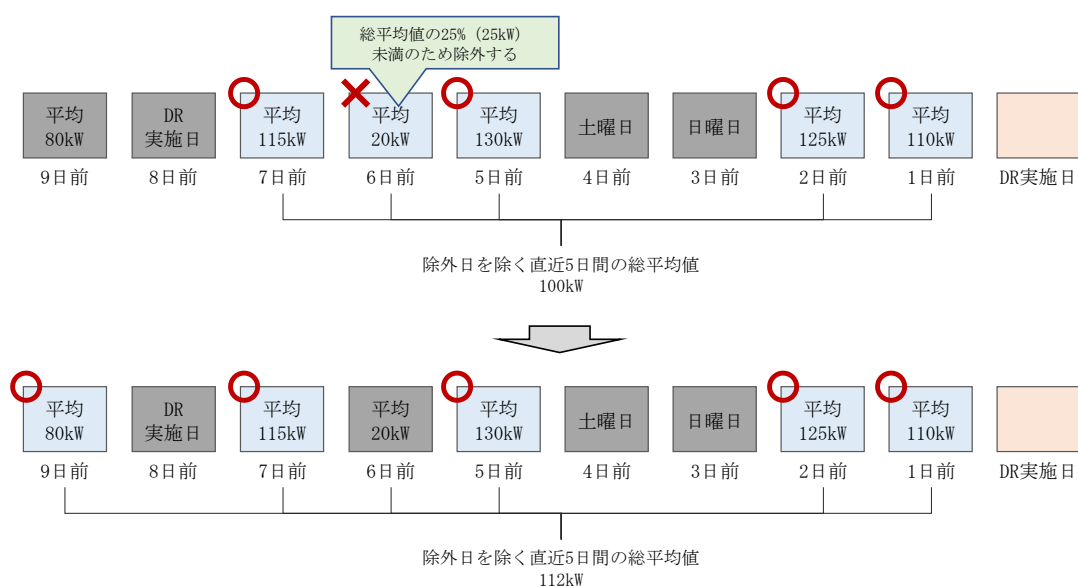 総平均値の25%（25kW）
未満のため除外する
平均
80kW
DR
実施日
平均
115kW
平均
20kW
平均
130kW
土曜日
日曜日
平均
125kW
平均
110kW
9日前
8日前
7日前
6日前
5日前
4日前
3日前
2日前
1日前
DR実施日
除外日を除く直近5日間の総平均値
100kW
平均
80kW
DR
実施日
平均
115kW
平均
20kW
平均
130kW
土曜日
日曜日
平均
125kW
平均
110kW
9日前
8日前
7日前
6日前
5日前
4日前
3日前
2日前
1日前
DR実施日
除外日を除く直近5日間の総平均値
112kW